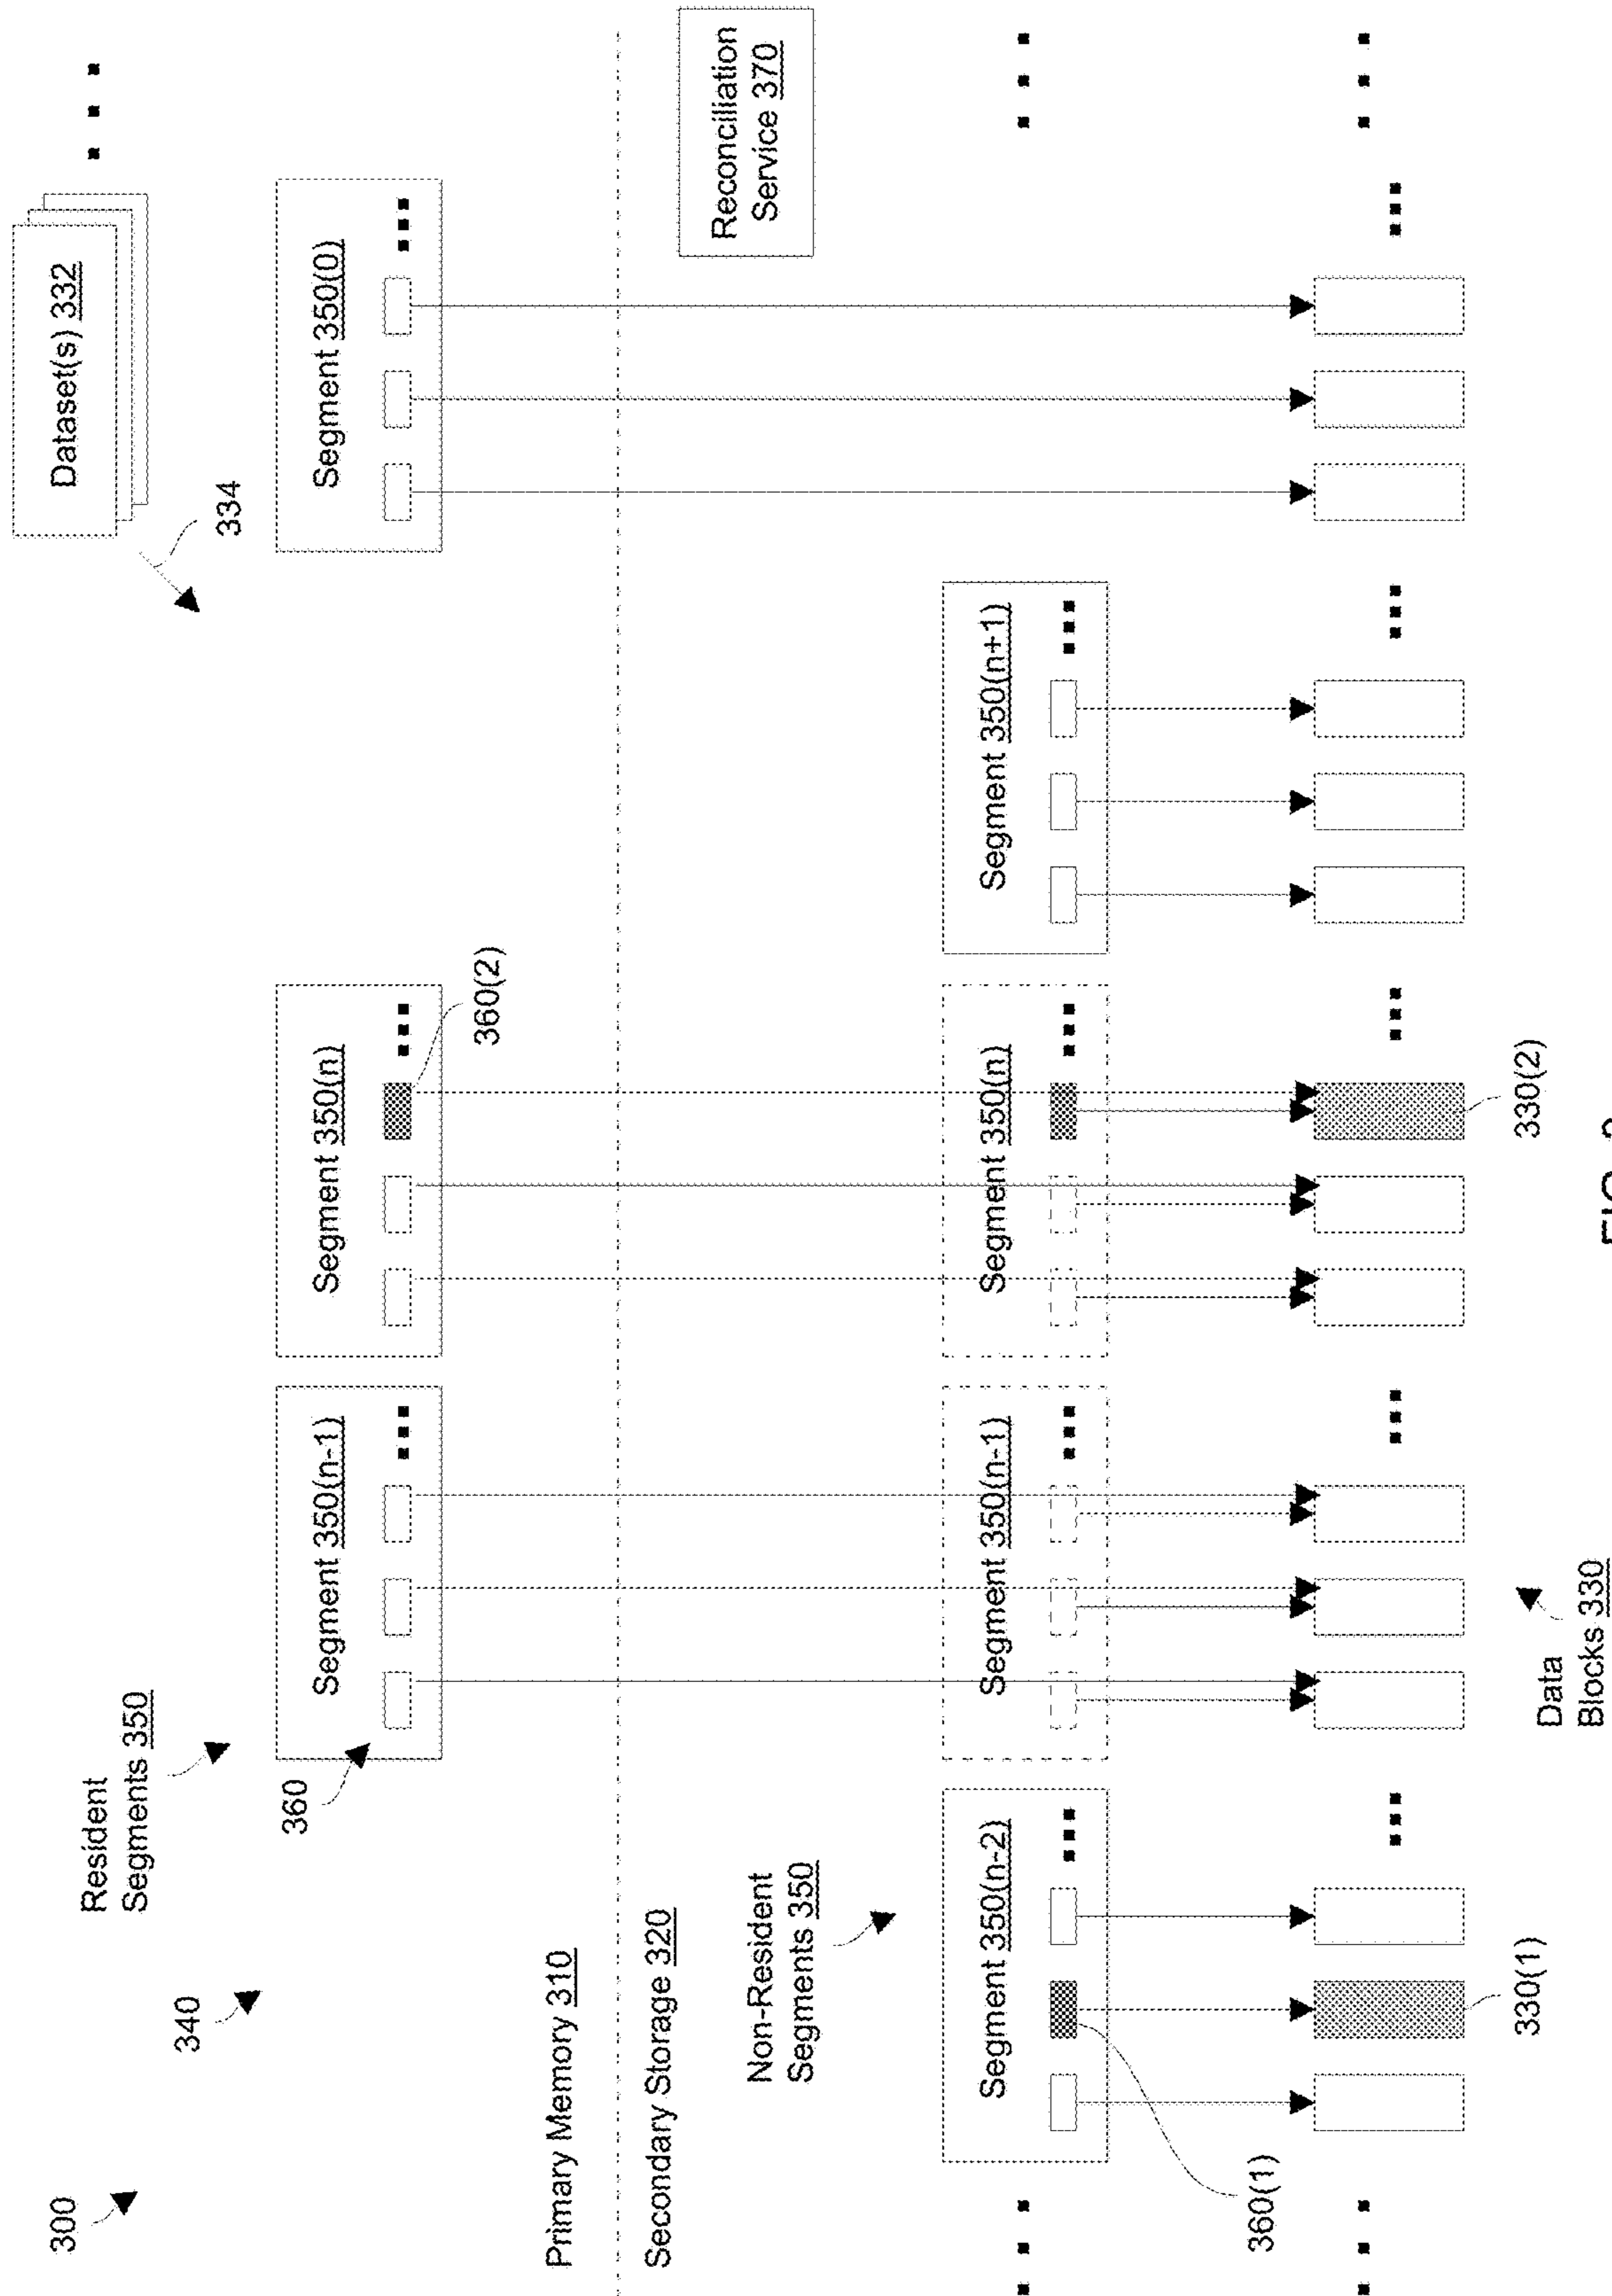 300
340
Resident
Segments 350
Dataset(s) 332
334
360
Segment 350(n-1)
Segment 350(n)
360(2)
Segment 350(0)
Primary Memory 310
Secondary Storage 320
Reconciliation
Service 370
Non-Resident
Segments 350
Segment 350(n-2)
Segment 350(n-1)
Segment 350(n)
Segment 350(n+1)
360(1)
330(1)
Data
Blocks 330
330(2)
FIG.